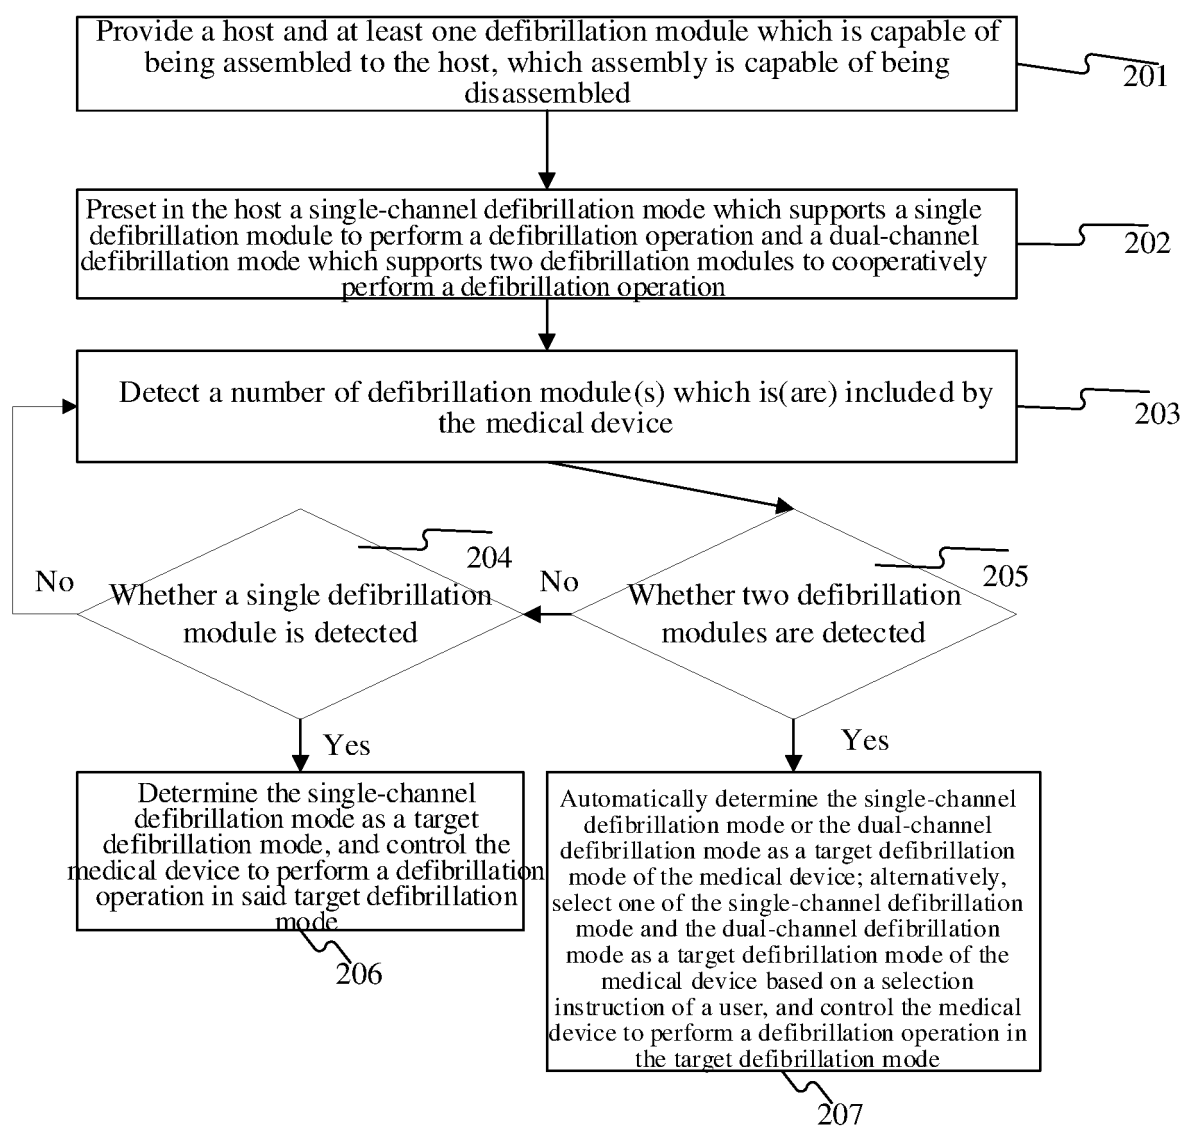 Provide a host and at least one defibrillation module which is capable of
being assembled to the host, which assembly is capable of being
disassembled
201
Preset in the host a single-channel defibrillation mode which supports a single
defibrillation module to perform a defibrillation operation and a dual-channel
defibrillation mode which supports two defibrillation modules to cooperatively
perform a defibrillation operation
202
Detect a number of defibrillation module(s) which is(are) included by
the medical device
203
204
No
Whether a single defibrillation
module is detected
No
205
Whether two defibrillation
modules are detected
Yes
Yes
Determine the single-channel
defibrillation mode as a target
defibrillation mode, and control the
medical device to perform a defibrillation
operation in said target defibrillation
mode
206
Automatically determine the single-channel
defibrillation mode or the dual-channel
defibrillation mode as a target defibrillation
mode of the medical device; alternatively,
select one of the single-channel defibrillation
mode and the dual-channel defibrillation
mode as a target defibrillation mode of the
medical device based on a selection
instruction of a user, and control the medical
device to perform a defibrillation operation in
the target defibrillation mode
207